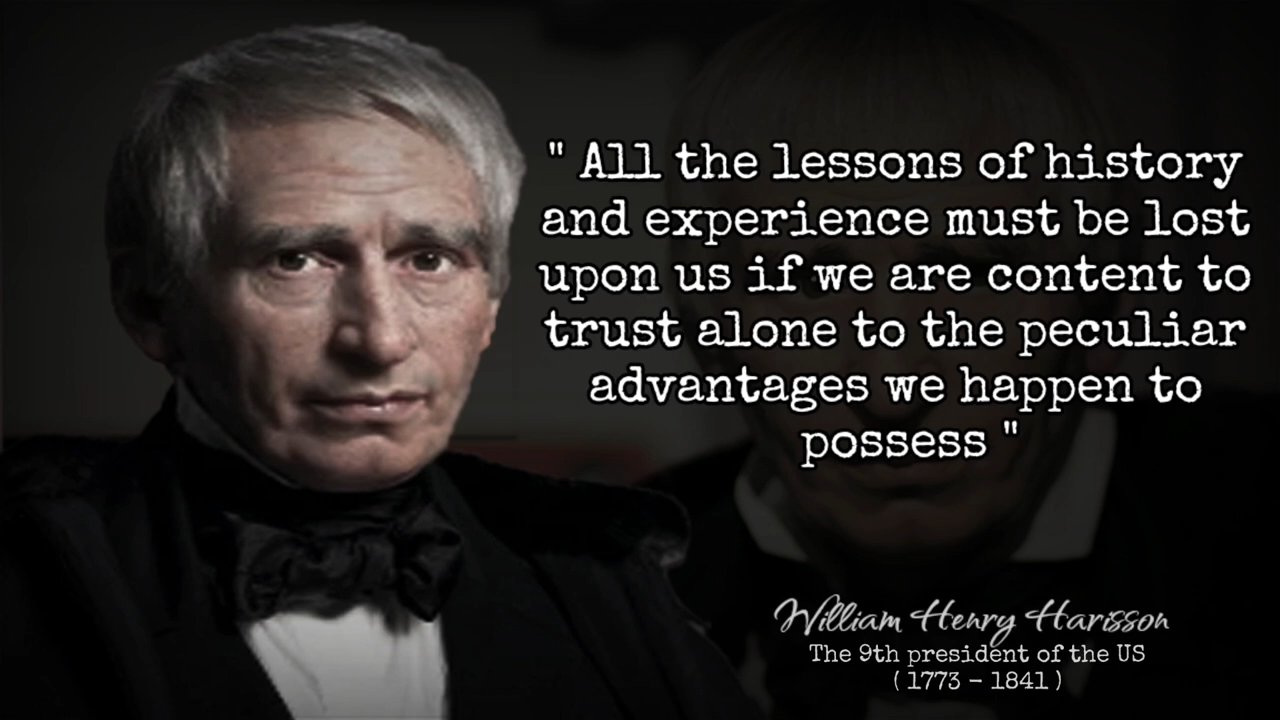 " All the lessons of history
and experience must be lost
upon us if we are content to
trust alone to the peculiar
advantages we happen to
possess "
William Henry Harisson
The 9th president of the US
( 1773 - 1841 )